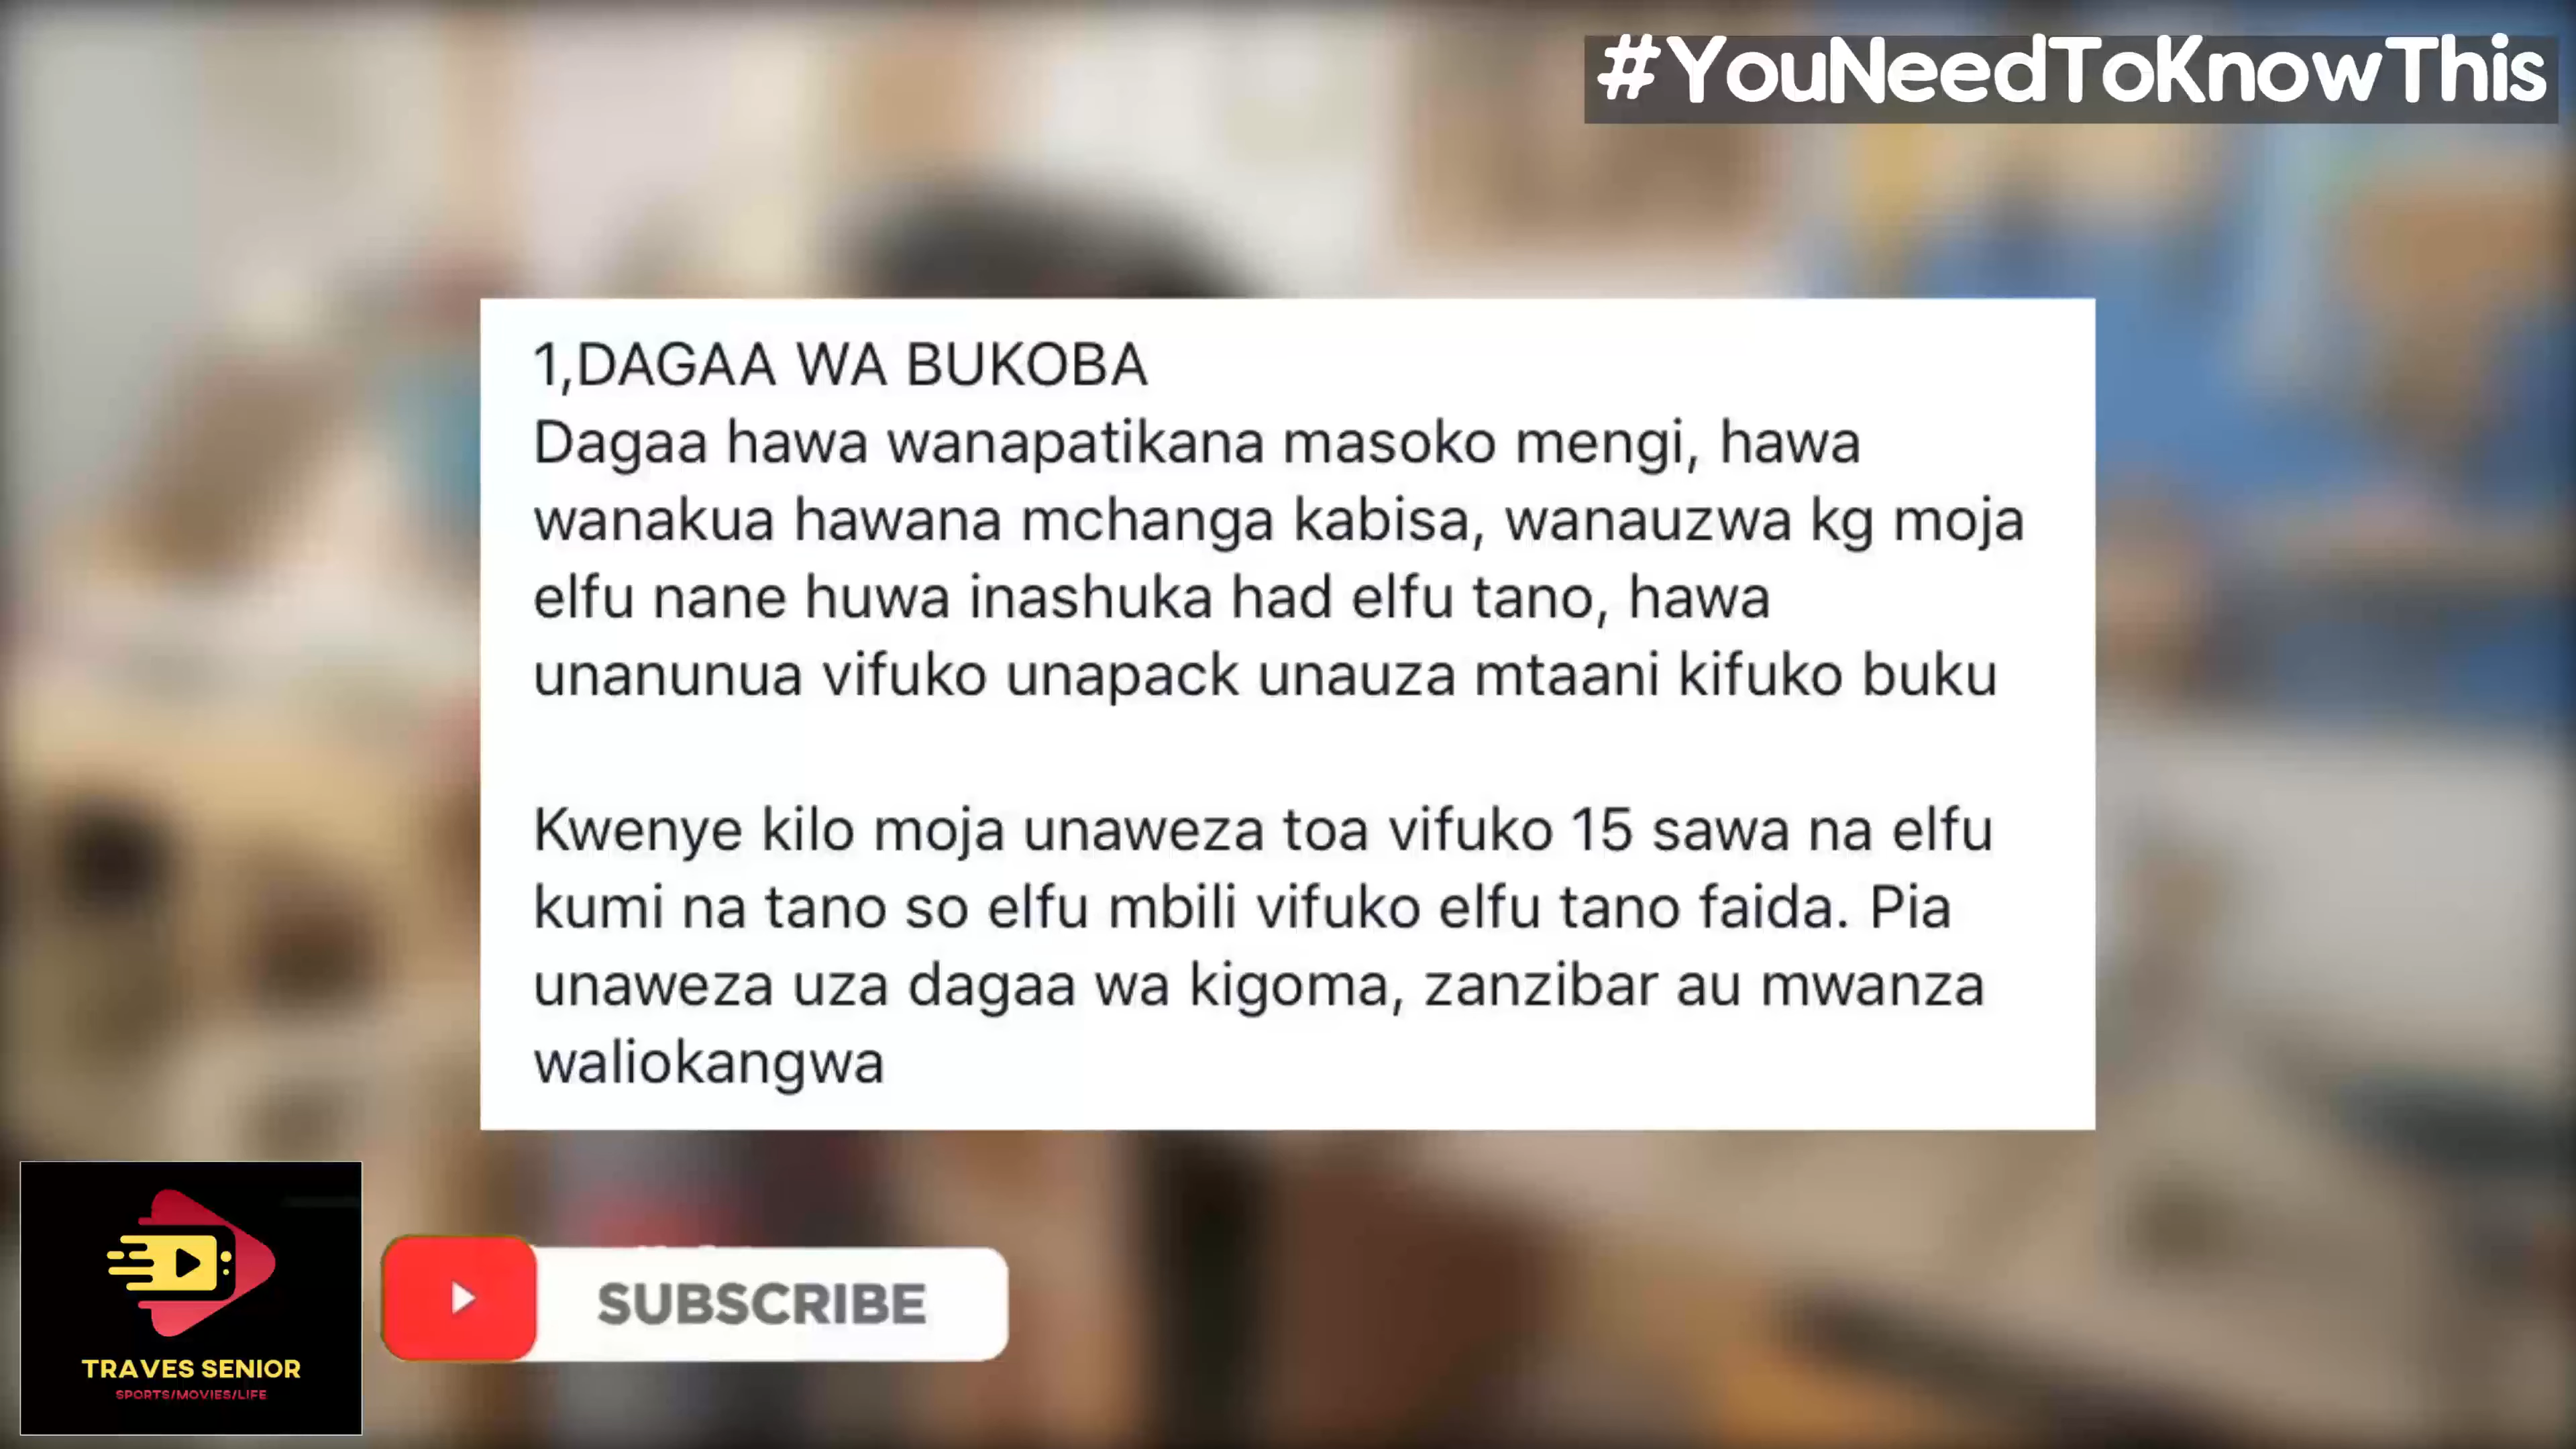 #YouNeedToKnowThis
1,DAGAA WA BUKOBA
Dagaa hawa wanapatikana masoko mengi, hawa
wanakua hawana mchanga kabisa, wanauzwa kg moja
elfu nane huwa inashuka had elfu tano, hawa
unanunua vifuko unapack unauza mtaani kifuko buku
Kwenye kilo moja unaweza toa vifuko 15 sawa na elfu
kumi na tano so elfu mbili vifuko elfu tano faida. Pia
unaweza uza dagaa wa kigoma, zanzibar au mwanza
waliokangwa
TRAVES SENIOR
SPORTS/MOVIES/LIFE
SUBSCRIBE